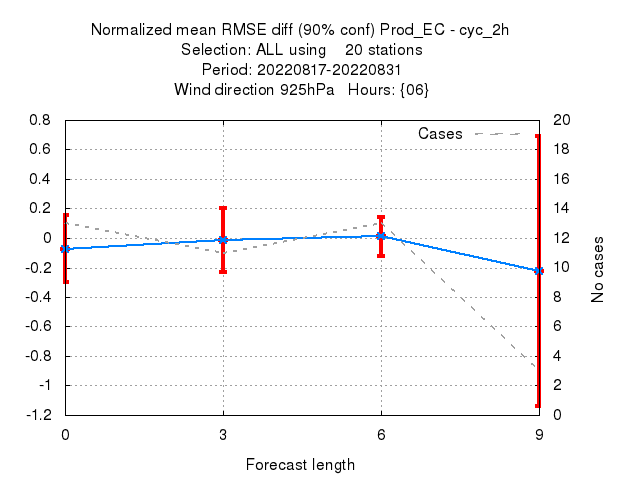 Normalized mean RMSE diff (90% conf) Prod_EC - cyc_2h
Selection: ALL using    20 stations
Period: 20220817-20220831
Wind direction 925hPa   Hours: {06}
Cases
0.8
0.6
0.4
0.2
0
-0.2
-0.4
-0.6
-0.8
-1
-1.2
20
18
16
14
12
10
8
6
4
2
0
No cases
0 3 6 9
Forecast length